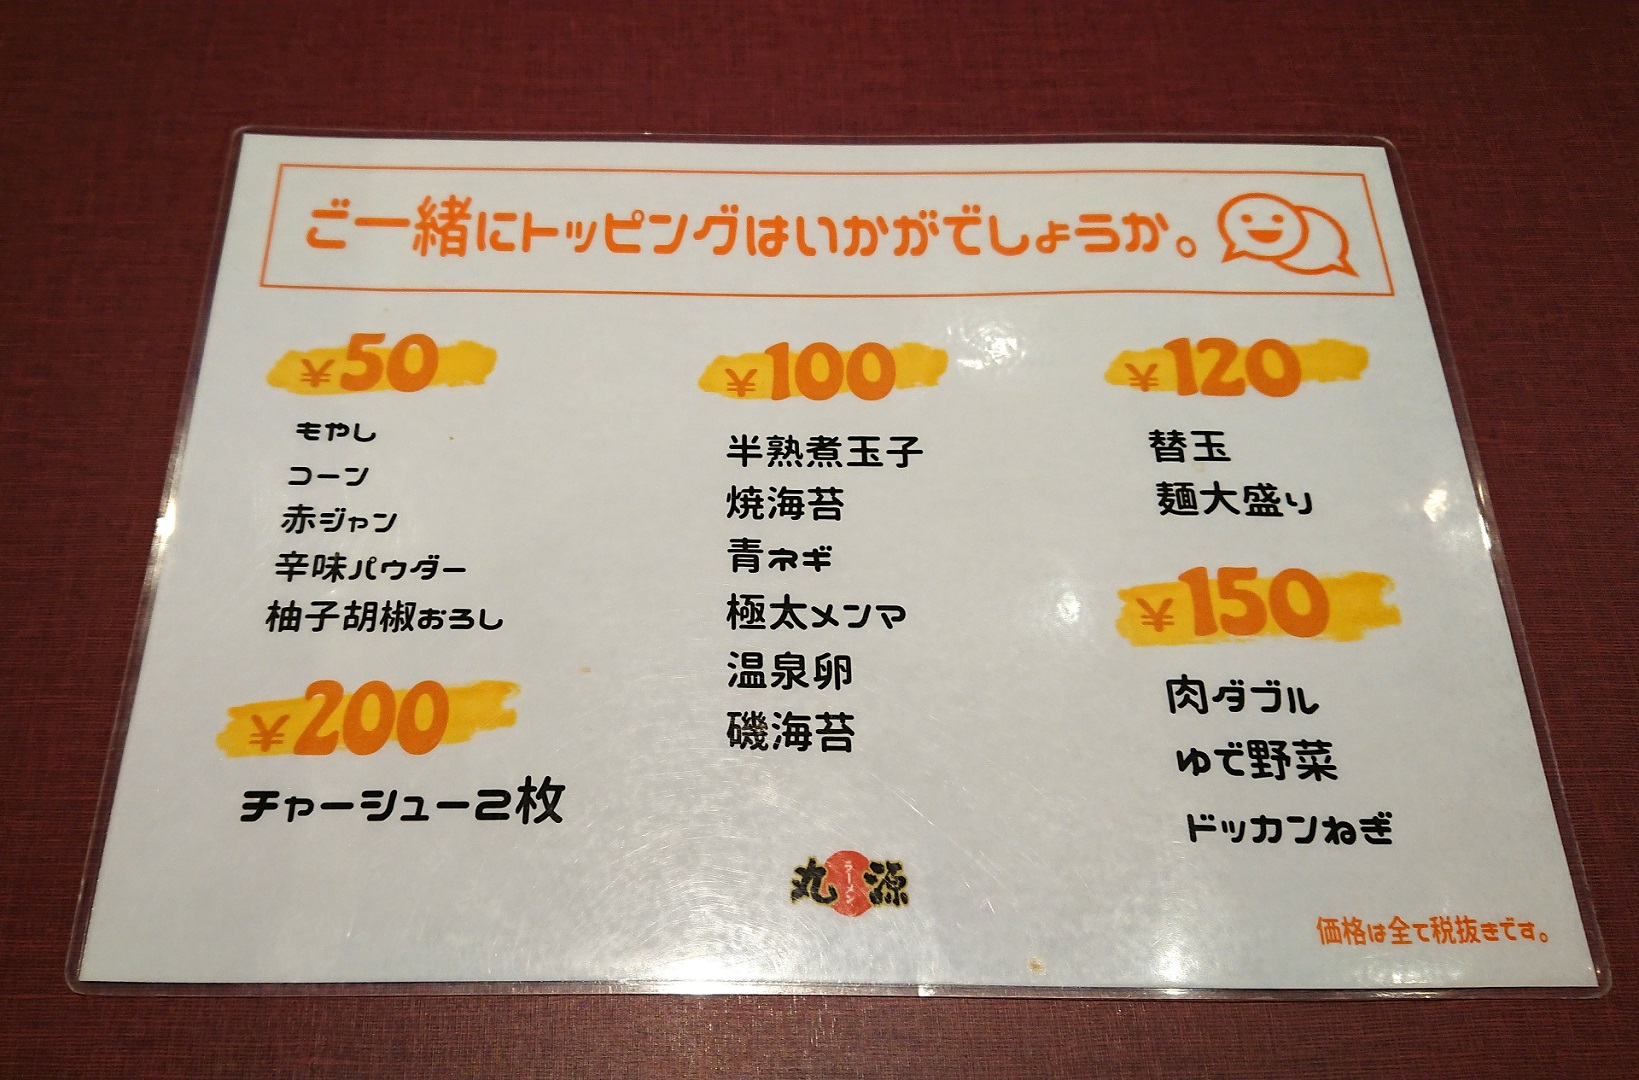 ご一緒にトッピングはいかがでしょうか。
¥50
もやし
コーン
赤ジャン
辛味パウダー
柚子胡椒おろし
¥200
チャーシュー2枚
¥100
半熟煮玉子
焼海苔
青ネギ
極太メンマ
温泉卵
磯海苔
¥120
替玉
麺大盛り
¥150
肉ダブル
ゆで野菜
ドッカンねぎ
丸源
ラーメン
価格は全て税抜きです。